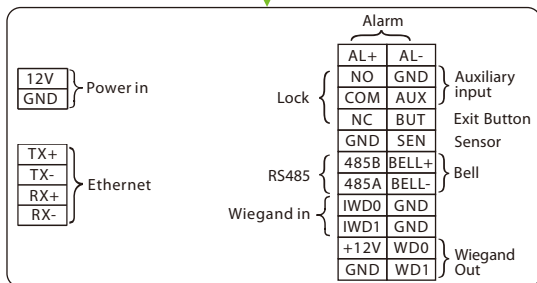 Alarm
AL+ AL-
12V
GND
Power in
Lock
NO GND
COM AUX
NC BUT
Auxiliary
input
Exit Button
GND SEN
Sensor
TX+
TX-
RX+
RX-
Ethernet
RS485
485B BELL+
485A BELL-
Bell
Wiegand in
IWD0 GND
IWD1 GND
+12V WD0
GND WD1
Wiegand
Out